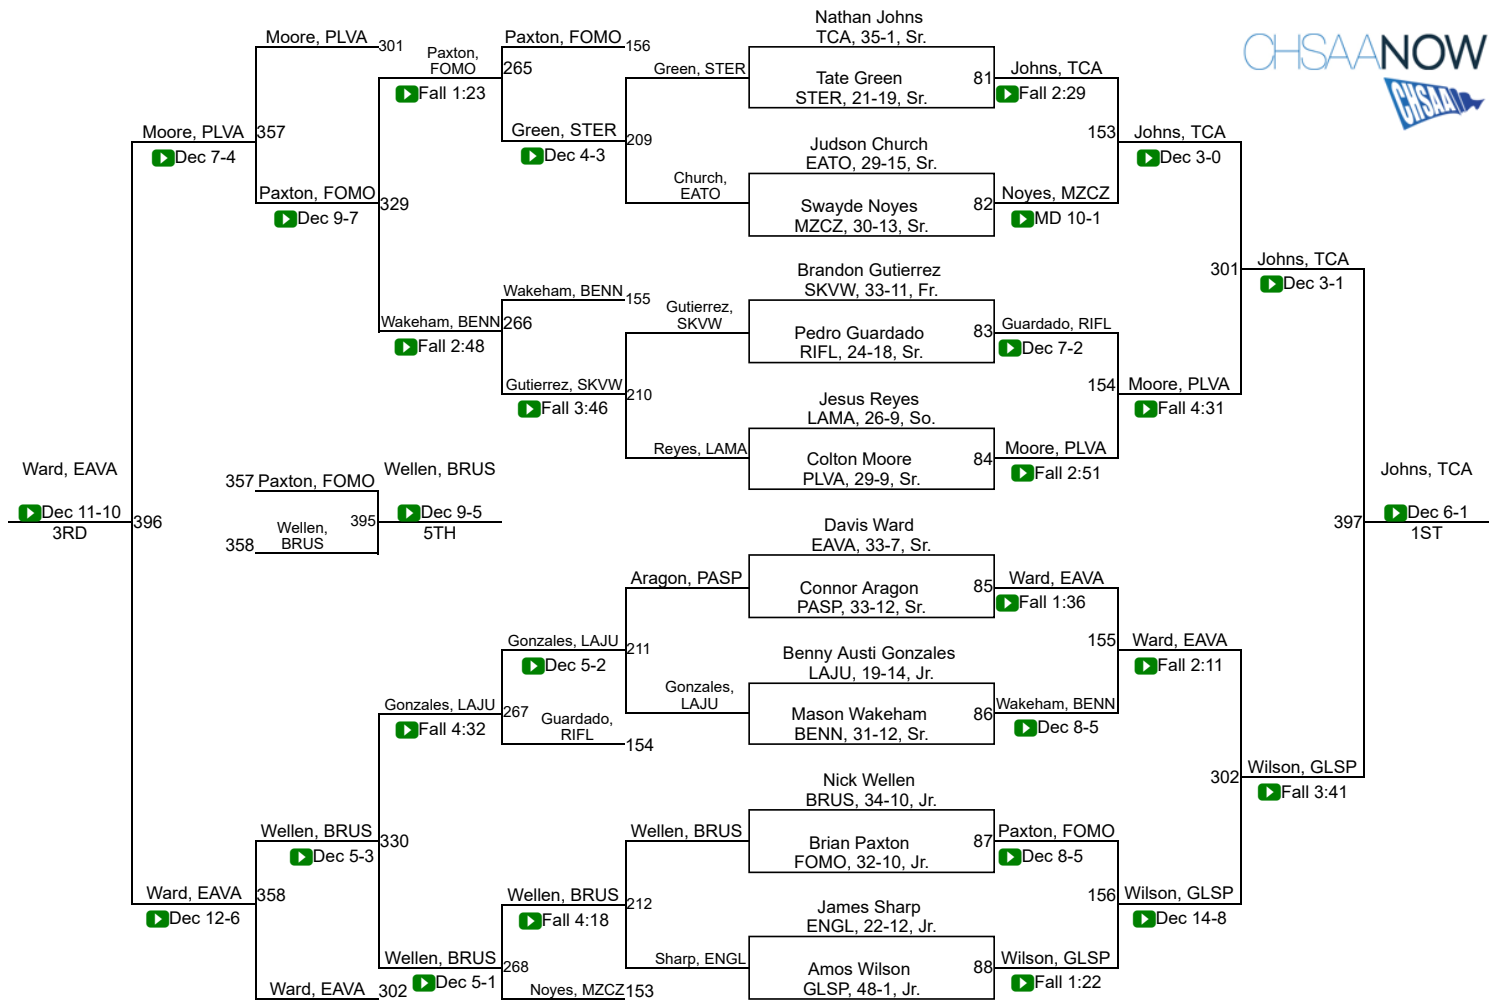 CHSAANOW
CHSAA
Nathan Johns
TCA, 35-1, Sr.
Tate Green
STER, 21-19, Sr.
81
Judson Church
EATO, 29-15, Sr.
Swayde Noyes
MZCZ, 30-13, Sr.
82
Brandon Gutierrez
SKVW, 33-11, Fr.
Pedro Guardado
RIFL, 24-18, Sr.
83
Jesus Reyes
LAMA, 26-9, So.
Colton Moore
PLVA, 29-9, Sr.
84
Davis Ward
EAVA, 33-7, Sr.
Connor Aragon
PASP, 33-12, Sr.
85
Benny Austi Gonzales
LAJU, 19-14, Jr.
Mason Wakeham
BENN, 31-12, Sr.
86
Nick Wellen
BRUS, 34-10, Jr.
Brian Paxton
FOMO, 32-10, Jr.
87
James Sharp
ENGL, 22-12, Jr.
Amos Wilson
GLSP, 48-1, Jr.
88
Johns, TCA
Fall 2:29
153
Noyes, MZCZ
MD 10-1
Guardado, RIFL
Dec 7-2
154
Moore, PLVA
Fall 2:51
Ward, EAVA
Fall 1:36
155
Wakeham, BENN
Dec 8-5
Paxton, FOMO
Dec 8-5
156
Wilson, GLSP
Fall 1:22
Johns, TCA
Dec 3-0
301
Moore, PLVA
Fall 4:31
Ward, EAVA
Fall 2:11
302
Wilson, GLSP
Dec 14-8
Johns, TCA
Dec 3-1
397
Wilson, GLSP
Fall 3:41
Johns, TCA
Dec 6-1
1ST
Green, STER
209
Church,
EATO
Gutierrez,
SKVW
210
Reyes, LAMA
Aragon, PASP
211
Gonzales,
LAJU
Wellen, BRUS
212
Sharp, ENGL
Paxton, FOMO
156
265
Green, STER
Dec 4-3
Wakeham, BENN
155
266
Gutierrez, SKVW
Fall 3:46
Gonzales, LAJU
Dec 5-2
267
Guardado,
RIFL
154
Wellen, BRUS
Fall 4:18
268
Noyes, MZCZ
153
Paxton,
FOMO
Fall 1:23
329
Wakeham, BENN
Fall 2:48
Gonzales, LAJU
Fall 4:32
330
Wellen, BRUS
Dec 5-1
Moore, PLVA
301
357
Paxton, FOMO
Dec 9-7
Wellen, BRUS
Dec 5-3
358
Ward, EAVA
302
Moore, PLVA
Dec 7-4
396
Ward, EAVA
Dec 12-6
Ward, EAVA
Dec 11-10
3RD
357
Paxton, FOMO
395
358
Wellen,
BRUS
Wellen, BRUS
Dec 9-5
5TH